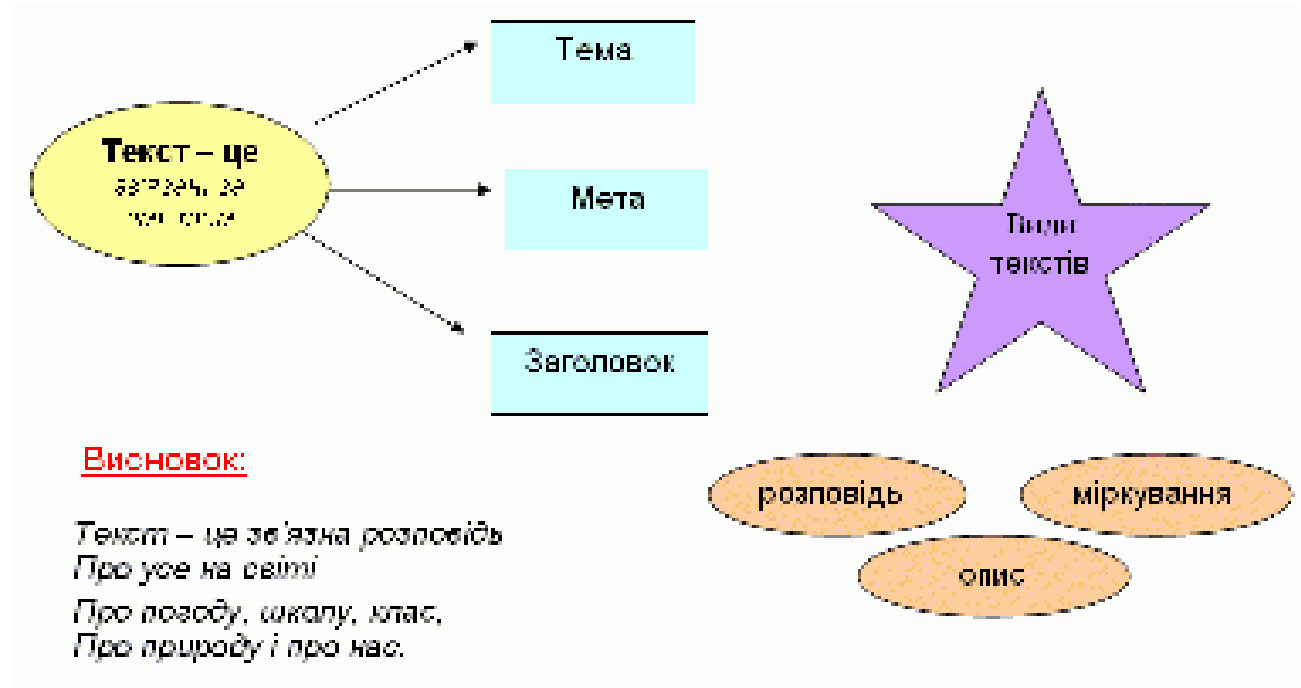 Текст – це
Тема
Мета
Заголовок
Види
текстів
розповідь
міркування
опис
Висновок:
Текст – це зв'язна розповідь
Про усе на світі
Про погоду, школу, клас,
Про природу і про нас.